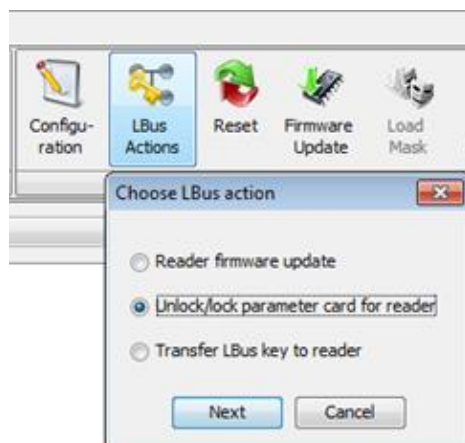 Configu-
ration
LBus
Actions
Reset
Firmware
Update
Load
Mask
Choose LBus action
Reader firmware update
Unlock/lock parameter card for reader
Transfer LBus key to reader
Next
Cancel